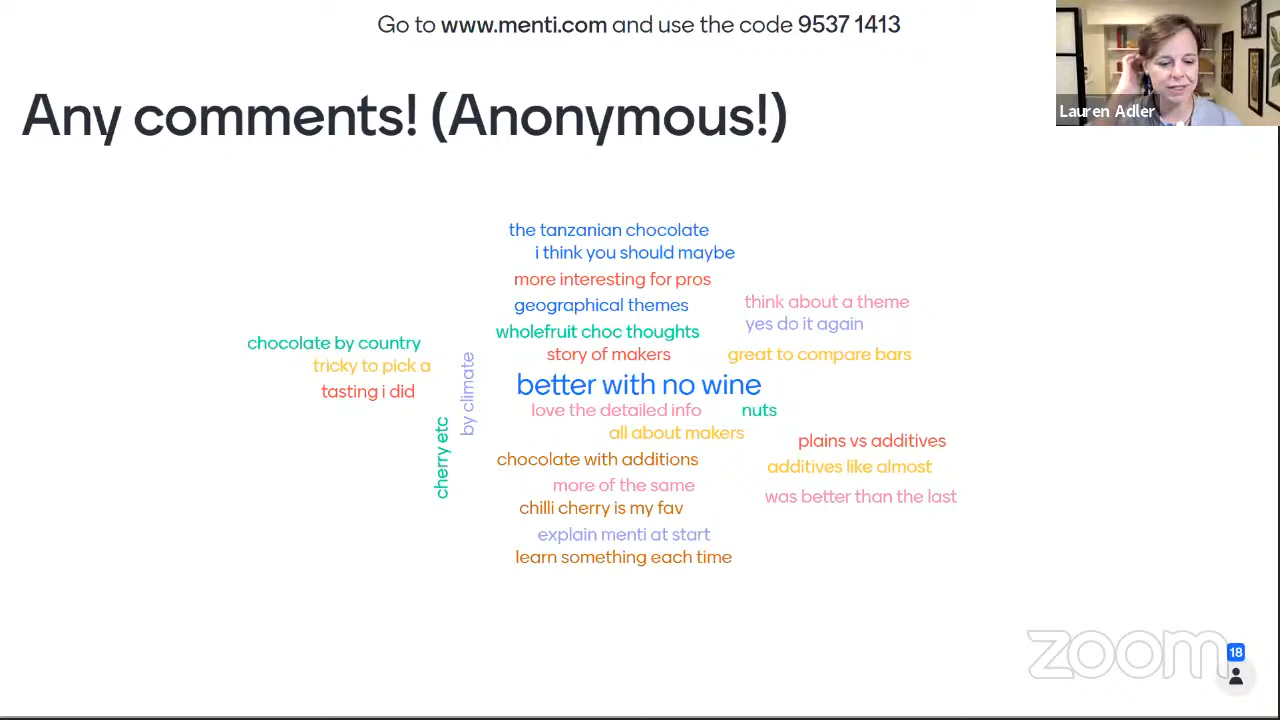 Go to www.menti.com and use the code 9537 1413
Lauren Adler
Any comments! (Anonymous!)
the tanzanian chocolate
i think you should maybe
more interesting for pros
geographical themes
think about a theme
yes do it again
wholefruit choc thoughts
chocolate by country
story of makers
great to compare bars
tricky to pick a
by climate
better with no wine
tasting i did
love the detailed info
nuts
all about makers
plains vs additives
cherry etc
chocolate with additions
additives like almost
more of the same
was better than the last
chilli cherry is my fav
explain menti at start
learn something each time
zoom
18